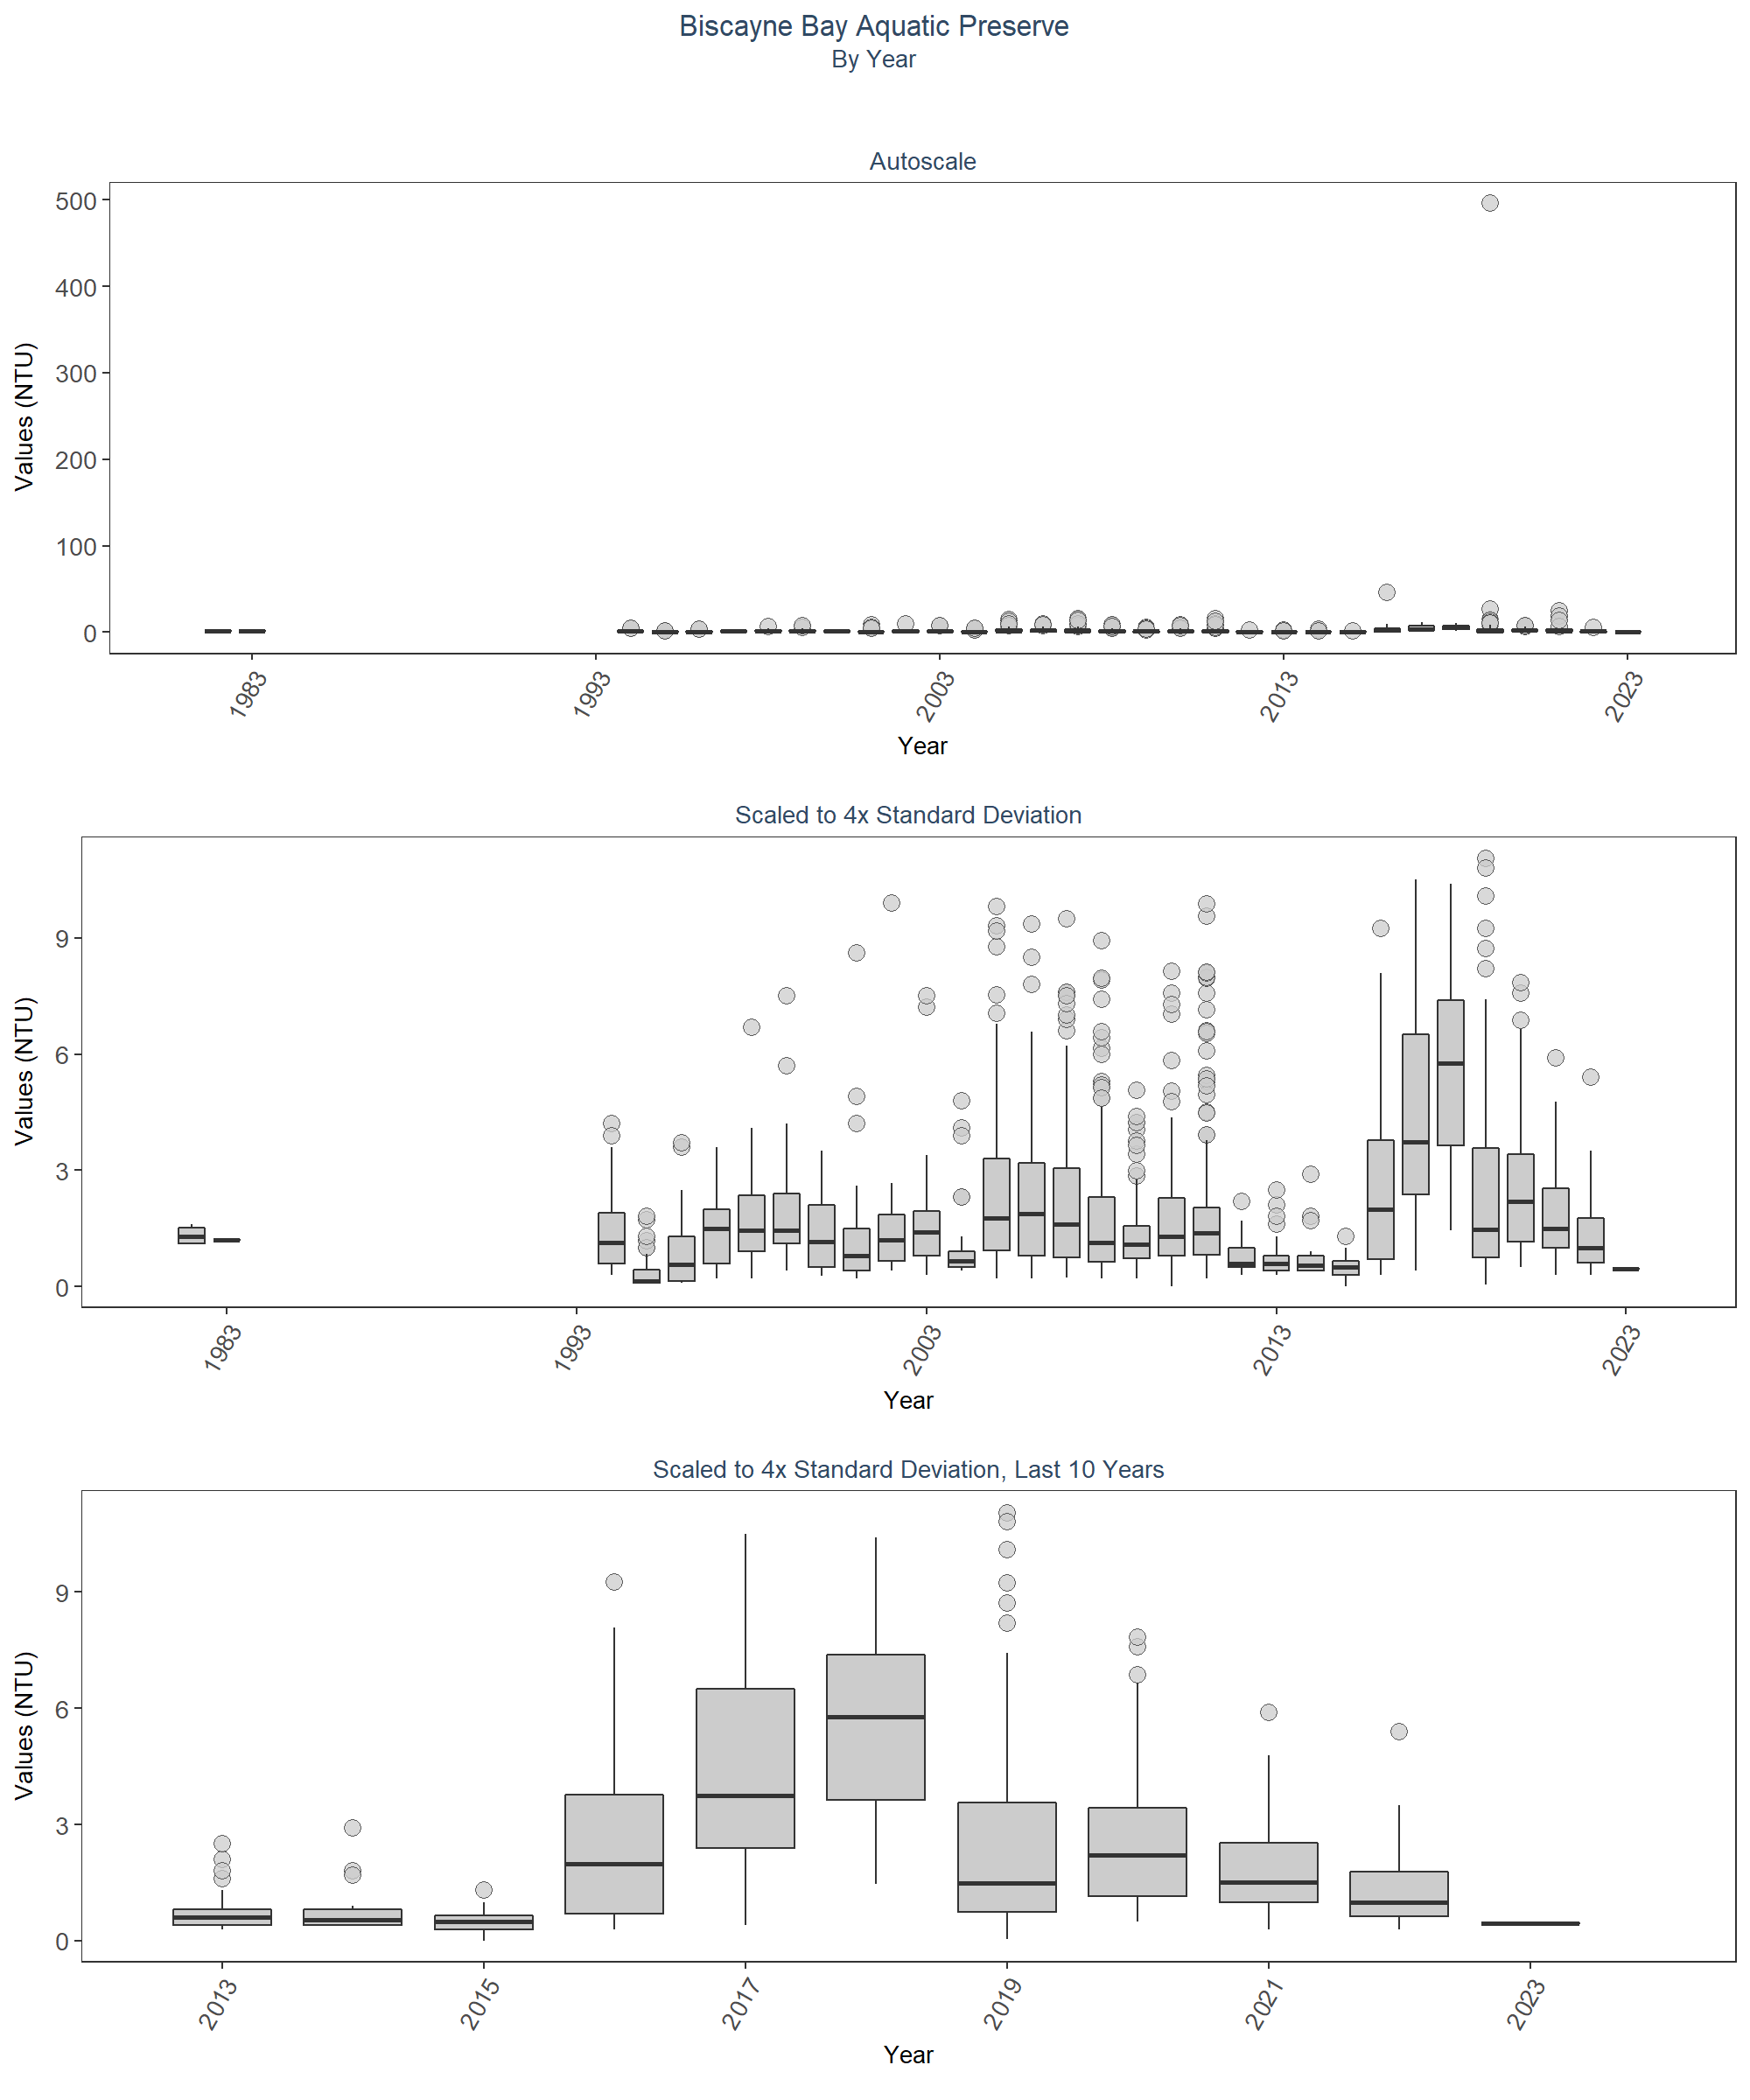 Biscayne Bay Aquatic Preserve
By Year
Autoscale
Values (NTU)
500
400
300
200
100
0
1983
1993
2003
2013
2023
Year
Scaled to 4x Standard Deviation
Values (NTU)
9
6
3
0
1983
1993
2003
2013
2023
Year
Scaled to 4x Standard Deviation, Last 10 Years
Values (NTU)
9
6
3
0
2013
2015
2017
2019
2021
2023
Year